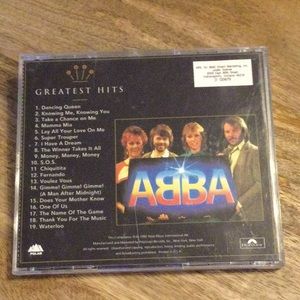 GREATEST HITS
1. Dancing Queen
2. Knowing Me, Knowing You
3. Take a Chance on Me
4. Mamma Mia
5. Lay All Your Love on Me
6. Super Trouper
7. I Have a Dream
8. The Winner Takes It All
9. Money, Money, Money
10. S.O.S.
11. Chiquitita
12. Fernando
13. Voulez Vous
14. Gimme! Gimme! Gimme!
(A Man After Midnight)
15. Does Your Mother Know
16. One of Us
17. The Name Of The Game
18. Thank You For The Music
19. Waterloo
ABBA
POLAR